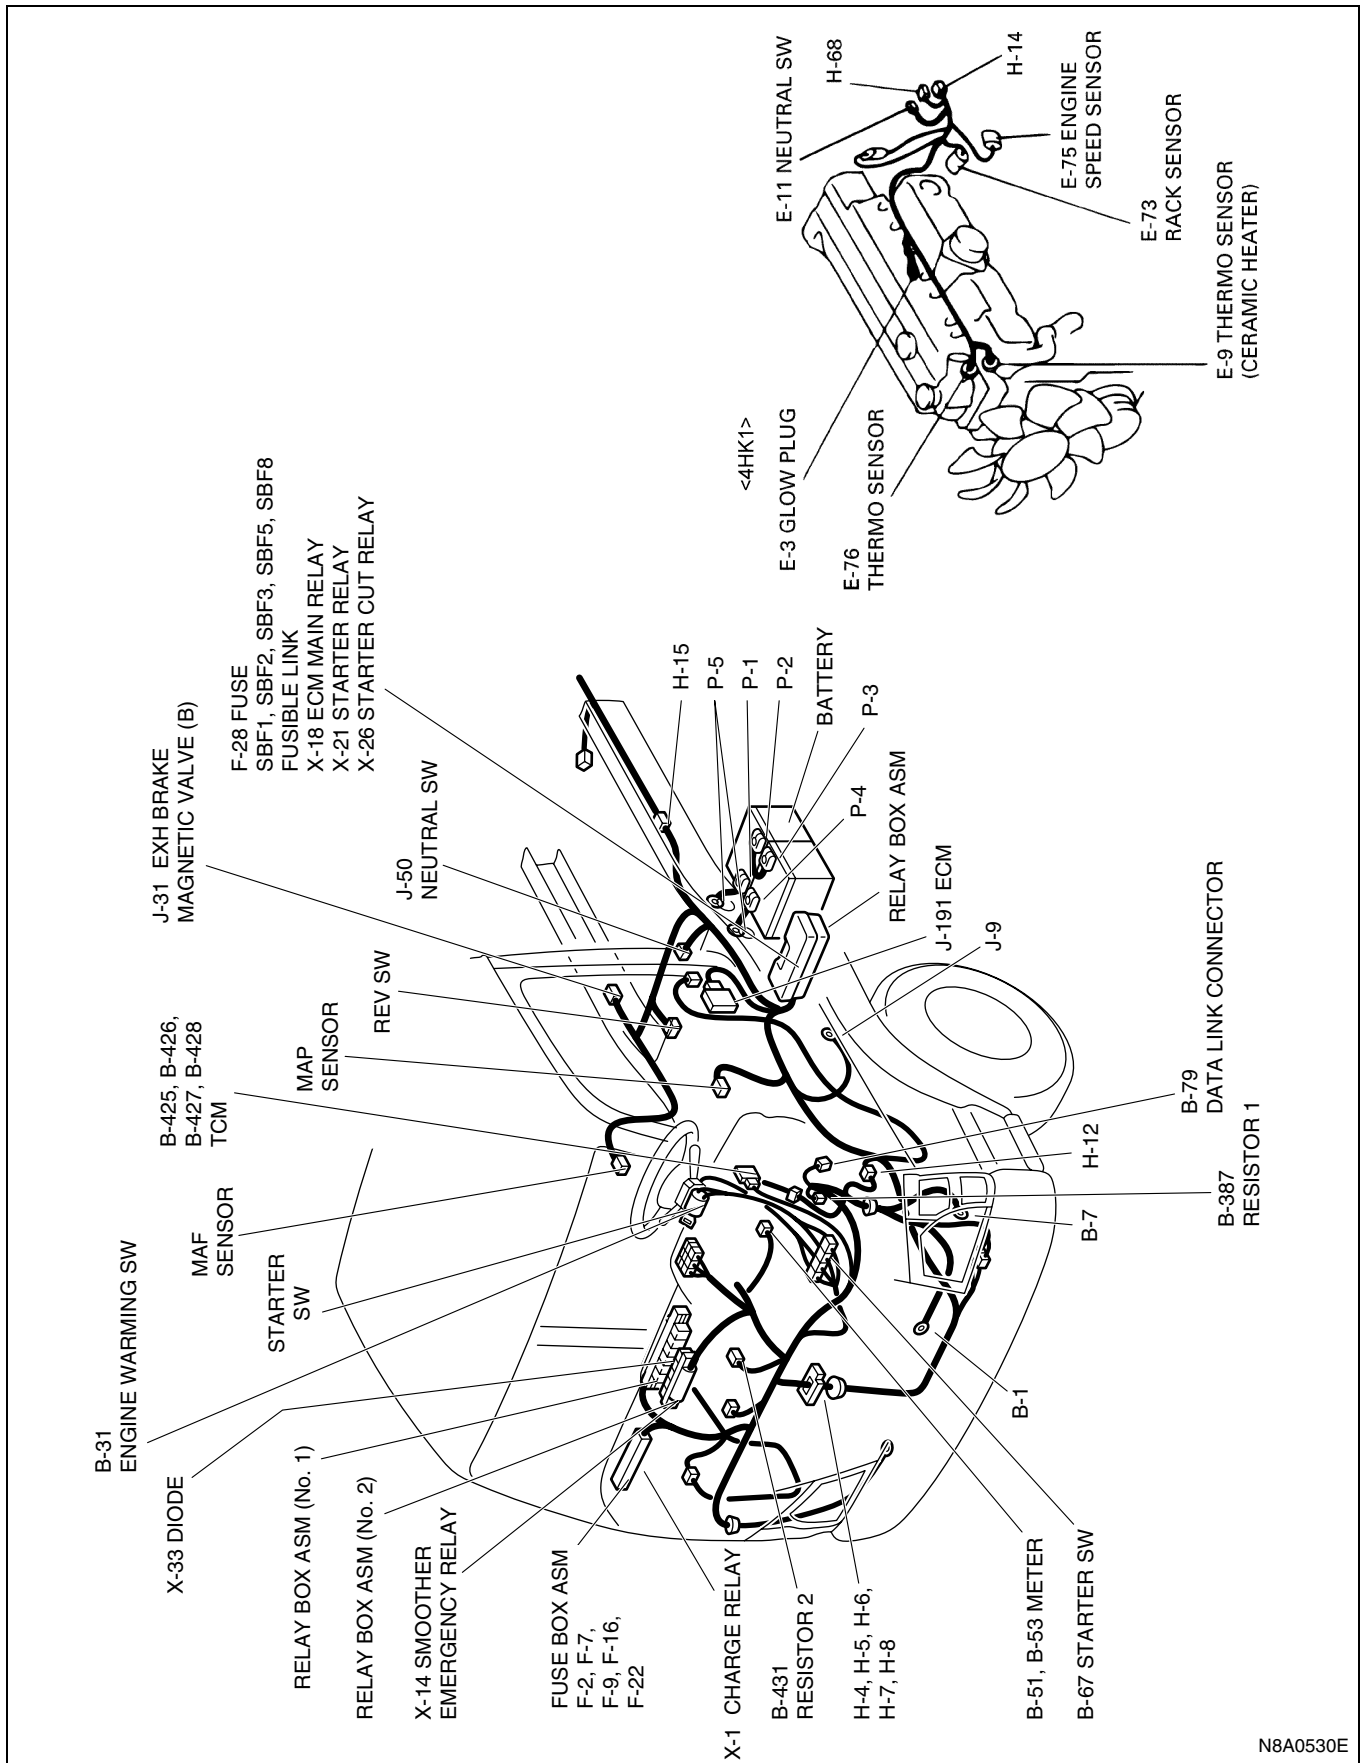 B-31
ENGINE WARMING SW
MAF
SENSOR
B-425, B-426,
B-427, B-428
TCM
J-31 EXH BRAKE
MAGNETIC VALVE (B)
STARTER
SW
MAP
SENSOR
REV SW
J-50
NEUTRAL SW
F-28 FUSE
SBF1, SBF2, SBF3, SBF5, SBF8
FUSIBLE LINK
X-18 ECM MAIN RELAY
X-21 STARTER RELAY
X-26 STARTER CUT RELAY
X-33 DIODE
RELAY BOX ASM (No. 1)
RELAY BOX ASM (No. 2)
X-14 SMOOTHER
EMERGENCY RELAY
FUSE BOX ASM
F-2, F-7,
F-9, F-16,
F-22
X-1 CHARGE RELAY
B-431
RESISTOR 2
H-4, H-5, H-6,
H-7, H-8
B-51, B-53 METER
B-67 STARTER SW
B-1
B-7
B-387
RESISTOR 1
H-12
B-79
DATA LINK CONNECTOR
J-9
J-191 ECM
RELAY BOX ASM
P-4
P-3
BATTERY
P-2
P-1
P-5
H-15
<4HK1>
E-3 GLOW PLUG
E-76
THERMO SENSOR
E-11 NEUTRAL SW
H-68
H-14
E-75 ENGINE
SPEED SENSOR
E-73
RACK SENSOR
E-9 THERMO SENSOR
(CERAMIC HEATER)
N8A0530E